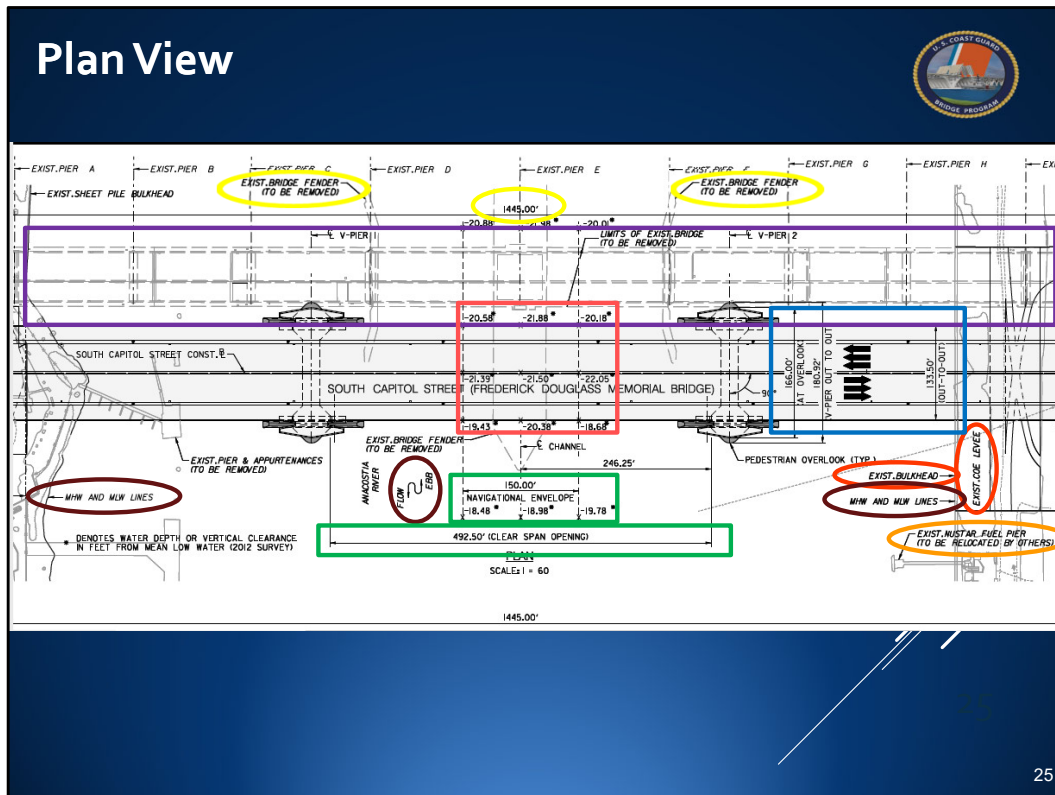 Plan View
U.S. COAST GUARD
BRIDGE PROGRAM
EXIST.PIER A
EXIST.PIER B
EXIST.PIER C
EXIST.PIER D
EXIST.PIER E
EXIST.PIER F
EXIST.PIER G
EXIST.PIER H
EXIST.SHEET PILE BULKHEAD
EXIST.BRIDGE FENDER
(TO BE REMOVED)
1445.00'
EXIST.BRIDGE FENDER
(TO BE REMOVED)
-20.88* -21.98* -20.01*
LIMITS OF EXIST.BRIDGE
(TO BE REMOVED)
℄ V-PIER 1
℄ V-PIER 2
-20.58* -21.88* -20.18*
SOUTH CAPITOL STREET CONST.℄
-21.39* -21.50* -22.05*
SOUTH CAPITOL STREET (FREDERICK DOUGLASS MEMORIAL BRIDGE)
90°
166.00'
(AT OVERLOOK)
180.92'
V-PIER OUT TO OUT
133.50'
(OUT-TO-OUT)
-19.43* -20.38* -18.68*
EXIST.BRIDGE FENDER
(TO BE REMOVED)
℄ CHANNEL
246.25'
EXIST.PIER & APPURTENANCES
(TO BE REMOVED)
PEDESTRIAN OVERLOOK (TYP.)
EXIST.BULKHEAD
EXIST.COE LEVEE
MHW AND MLW LINES
ANACOSTIA
RIVER
FLOW
EBB
150.00'
NAVIGATIONAL ENVELOPE
-18.48* -18.98* -19.78*
MHW AND MLW LINES
492.50' (CLEAR SPAN OPENING)
* DENOTES WATER DEPTH OR VERTICAL CLEARANCE
IN FEET FROM MEAN LOW WATER (2012 SURVEY)
EXIST.NUSTAR FUEL PIER
(TO BE RELOCATED BY OTHERS)
PLAN
SCALE:1 = 60
1445.00'
25
25